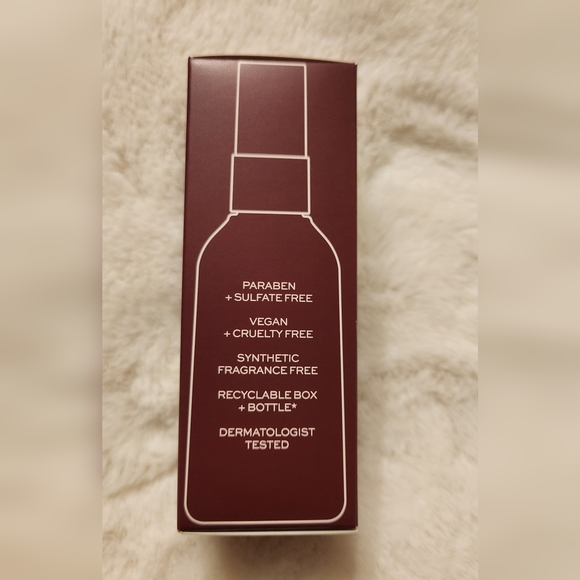 PARABEN
+ SULFATE FREE
VEGAN
+ CRUELTY FREE
SYNTHETIC
FRAGRANCE FREE
RECYCLABLE BOX
+ BOTTLE*
DERMATOLOGIST
TESTED